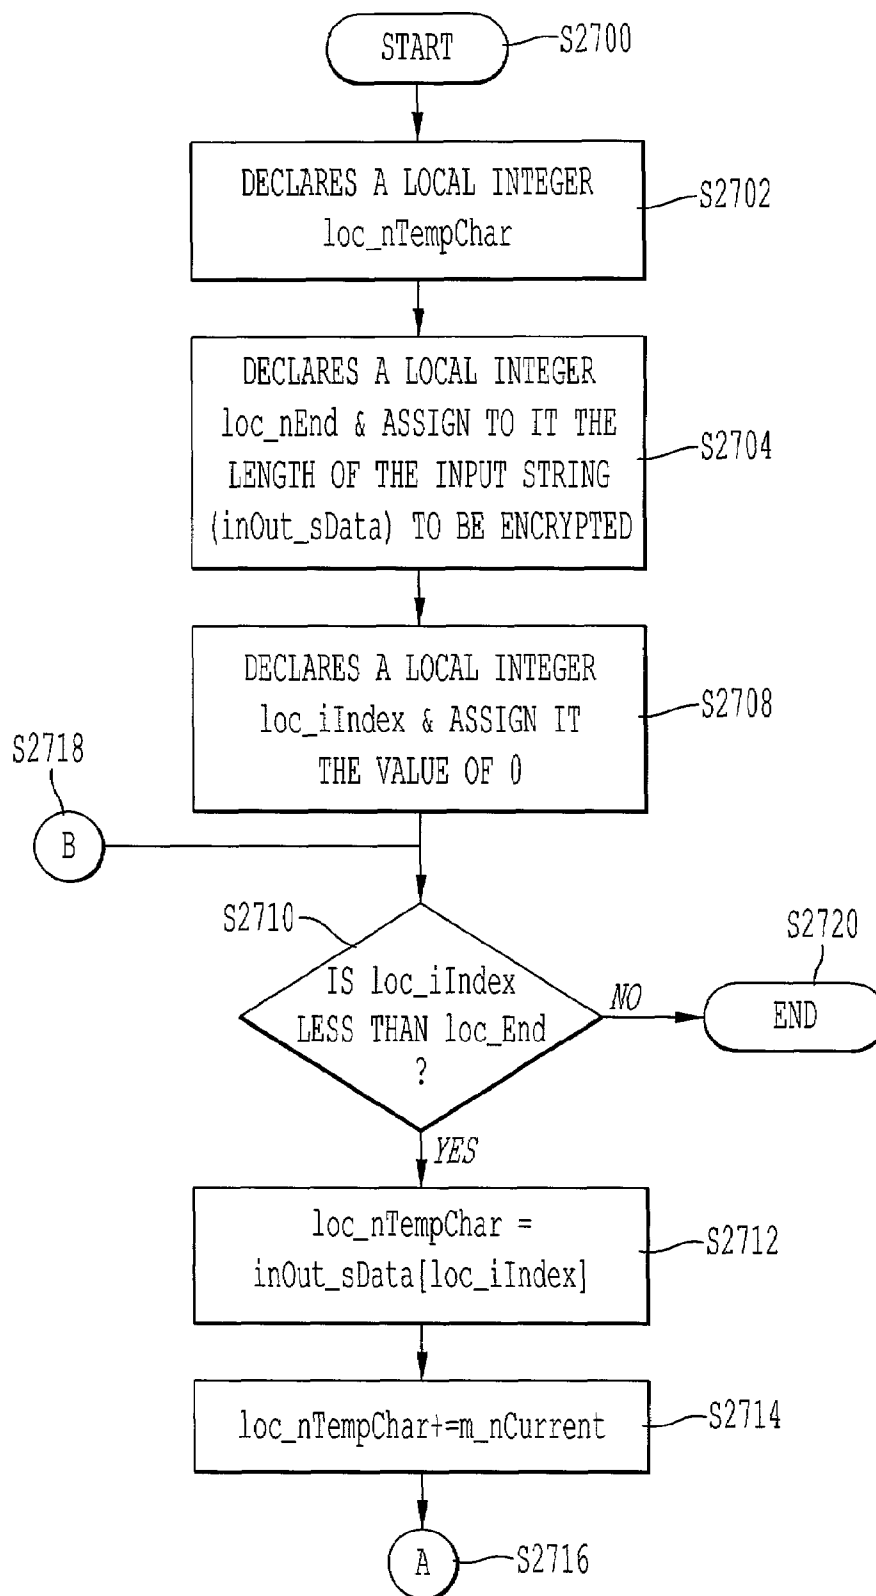 START
S2700
DECLARES A LOCAL INTEGER
loc_nTempChar
S2702
DECLARES A LOCAL INTEGER
loc_nEnd & ASSIGN TO IT THE
LENGTH OF THE INPUT STRING
(inOut_sData) TO BE ENCRYPTED
S2704
DECLARES A LOCAL INTEGER
loc_iIndex & ASSIGN IT
THE VALUE OF 0
S2708
S2718
B
S2710
IS loc_iIndex
LESS THAN loc_End
?
NO
S2720
END
YES
loc_nTempChar =
inOut_sData[loc_iIndex]
S2712
loc_nTempChar+=m_nCurrent
S2714
A
S2716